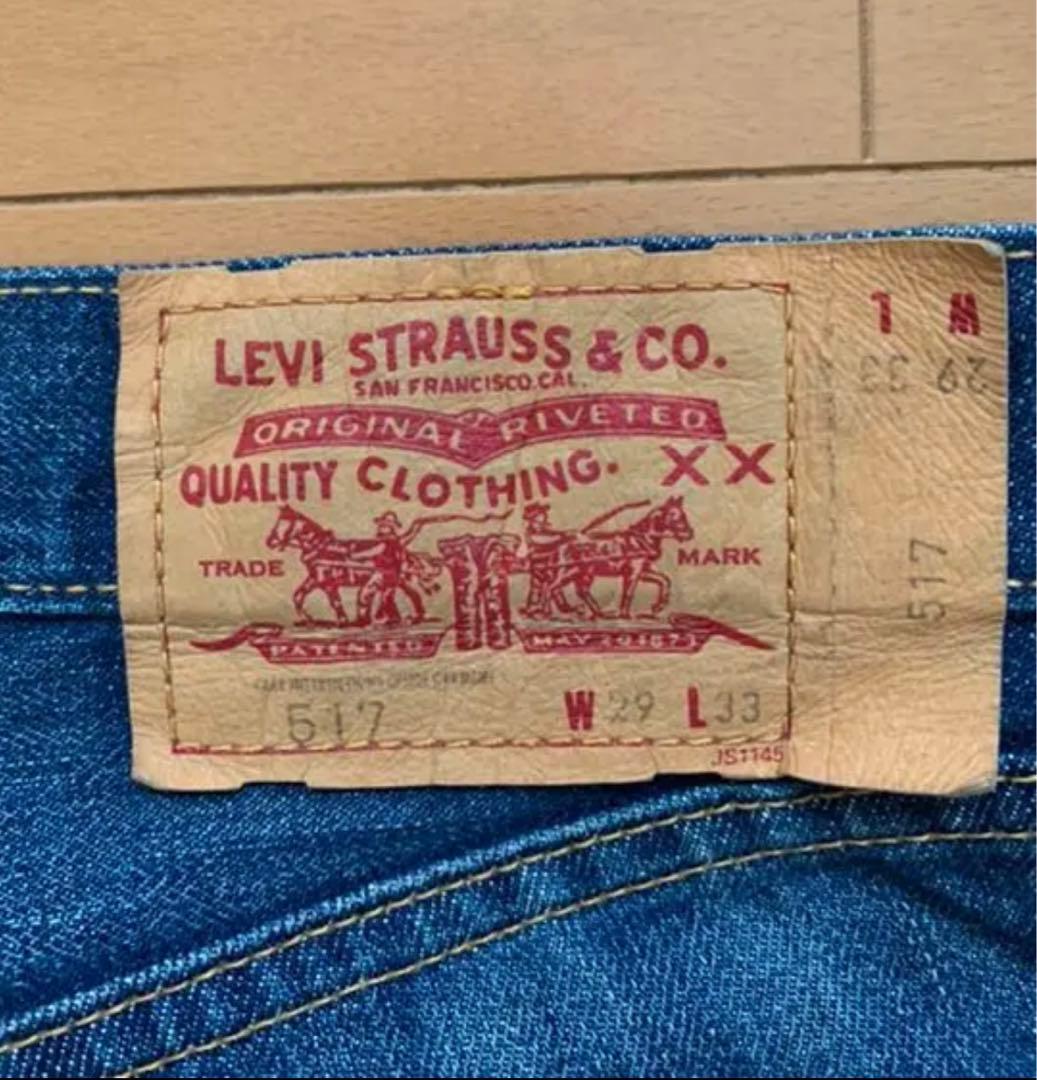 LEVI STRAUSS & CO.
SAN FRANCISCO.CAL.
ORIGINAL RIVETED
QUALITY CLOTHING. XX
TRADE MARK
PATENTED MAY 20 1873
517 W 29 L 33
JS1145
W L
29 33
517